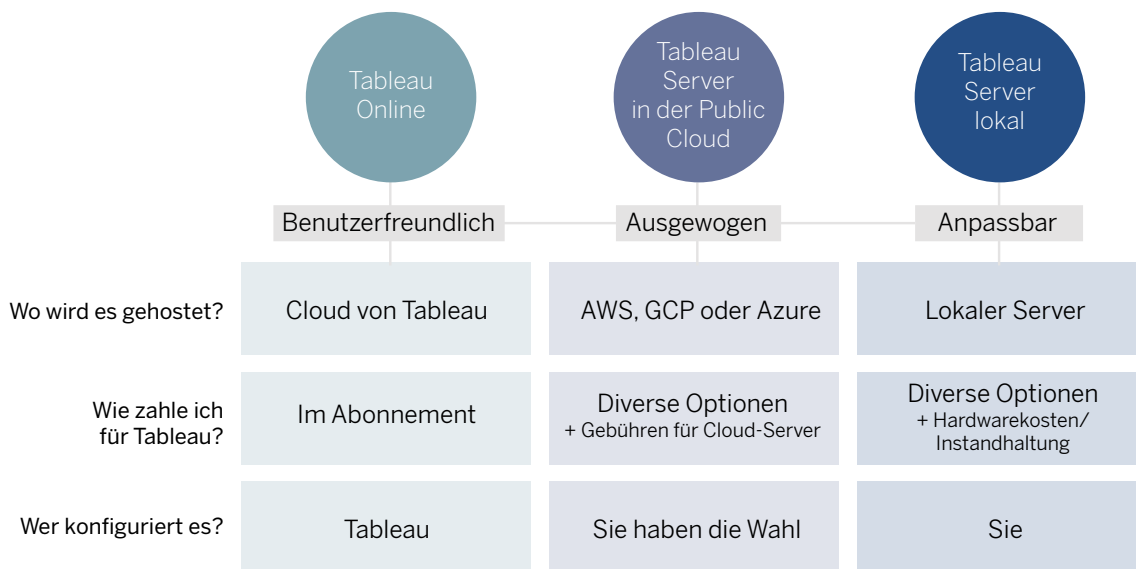 Tableau
Online
Tableau
Server
in der Public
Cloud
Tableau
Server
lokal
Benutzerfreundlich
Ausgewogen
Anpassbar
Wo wird es gehostet?
Cloud von Tableau
AWS, GCP oder Azure
Lokaler Server
Wie zahle ich
für Tableau?
Im Abonnement
Diverse Optionen
+ Gebühren für Cloud-Server
Diverse Optionen
+ Hardwarekosten/
Instandhaltung
Wer konfiguriert es?
Tableau
Sie haben die Wahl
Sie